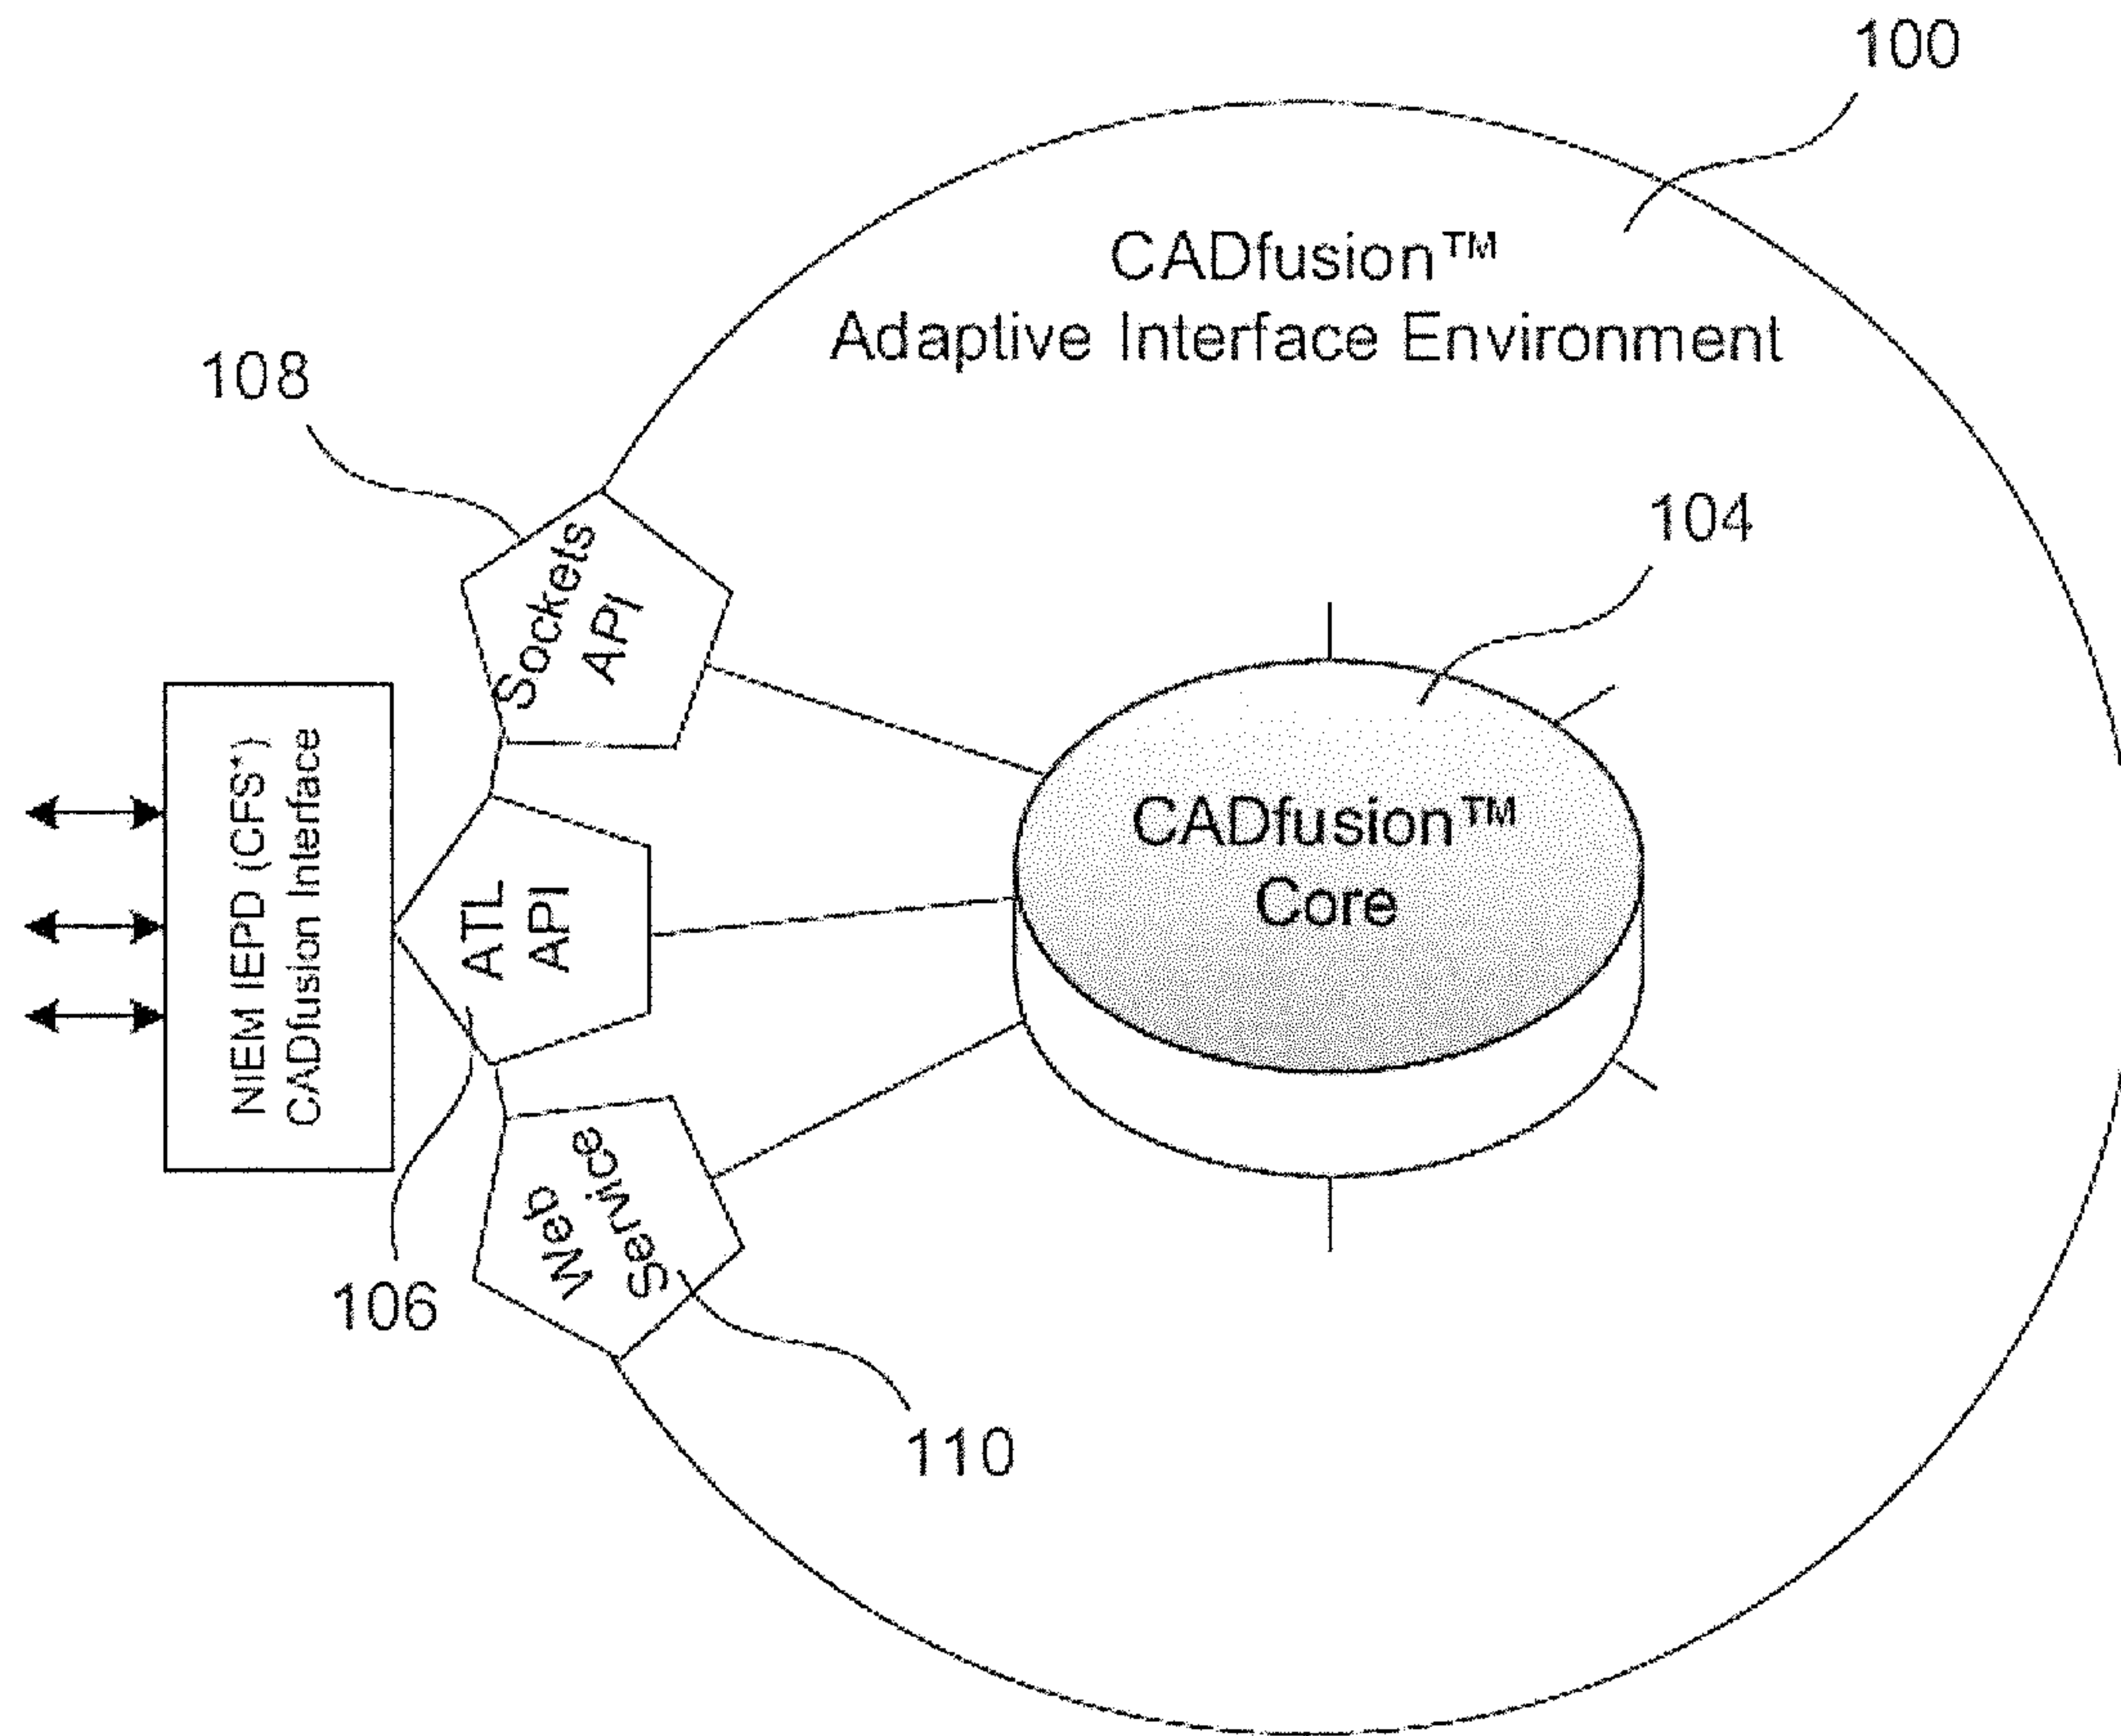 100
CADfusion™
Adaptive Interface Environment
108
Sockets
API
104
NIEM IEPD (CFS*)
CADfusion Interface
ATL
API
CADfusion™
Core
Web
Service
106
110